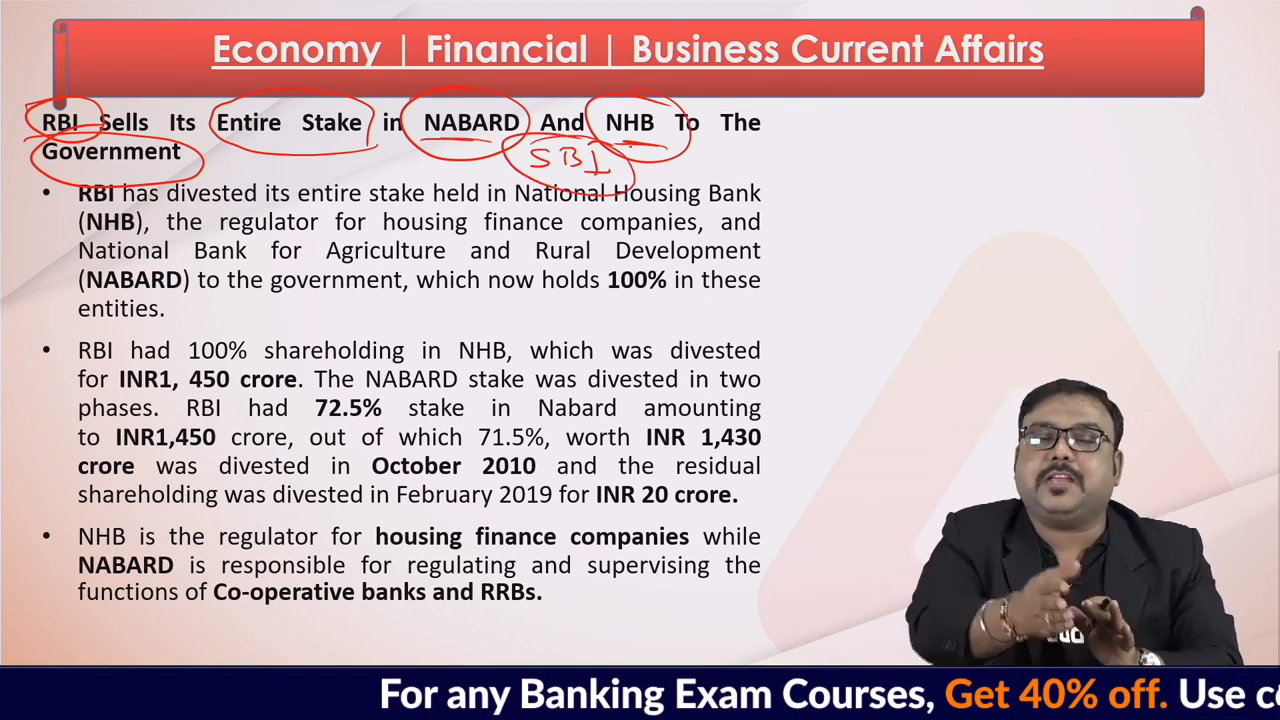 Economy | Financial | Business Current Affairs
RBI Sells Its Entire Stake in NABARD And NHB To The
Government
SBI
• RBI has divested its entire stake held in National Housing Bank
(NHB), the regulator for housing finance companies, and
National Bank for Agriculture and Rural Development
(NABARD) to the government, which now holds 100% in these
entities.
• RBI had 100% shareholding in NHB, which was divested
for INR1, 450 crore. The NABARD stake was divested in two
phases. RBI had 72.5% stake in Nabard amounting
to INR1,450 crore, out of which 71.5%, worth INR 1,430
crore was divested in October 2010 and the residual
shareholding was divested in February 2019 for INR 20 crore.
• NHB is the regulator for housing finance companies while
NABARD is responsible for regulating and supervising the
functions of Co-operative banks and RRBs.
For any Banking Exam Courses, Get 40% off. Use